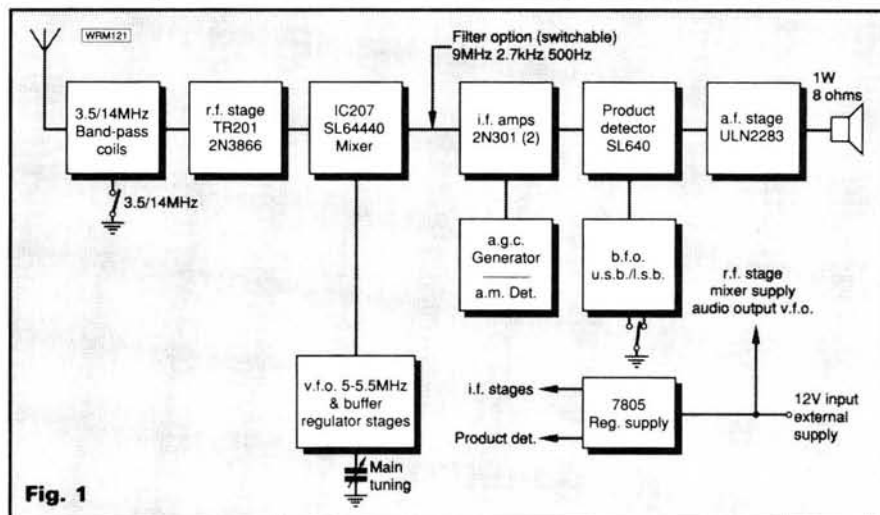 WRM121
Filter option (switchable)
9MHz 2.7kHz 500Hz
3.5/14MHz
Band-pass
coils
r.f. stage
TR201
2N3866
IC207
SL64440
Mixer
i.f. amps
2N301 (2)
Product
detector
SL640
a.f. stage
ULN2283
1W
8 ohms
3.5/14MHz
a.g.c.
Generator
a.m. Det.
b.f.o.
u.s.b./l.s.b.
r.f. stage
mixer supply
audio output v.f.o.
v.f.o. 5-5.5MHz
& buffer
regulator stages
i.f. stages
Product det.
7805
Reg. supply
12V input
external
supply
Main
tuning
Fig. 1